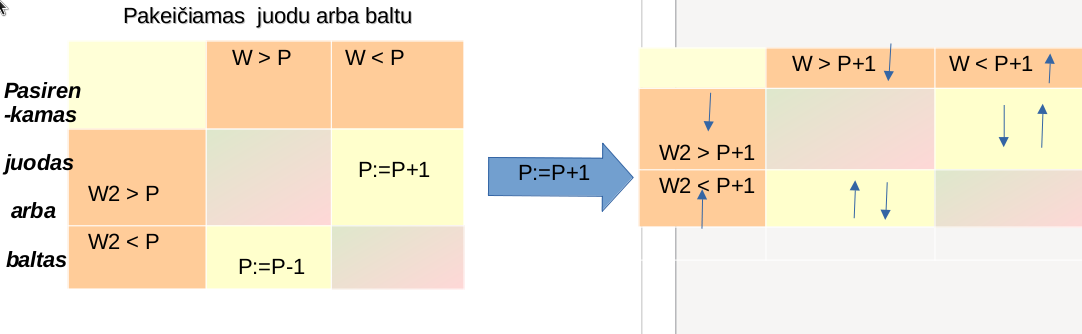 Pakeičiamas juodu arba baltu
W > P
W < P
Pasiren
-kamas
juodas
arba
baltas
W2 > P
P:=P+1
W2 < P
P:=P-1
P:=P+1
W > P+1
W < P+1
W2 > P+1
W2 < P+1